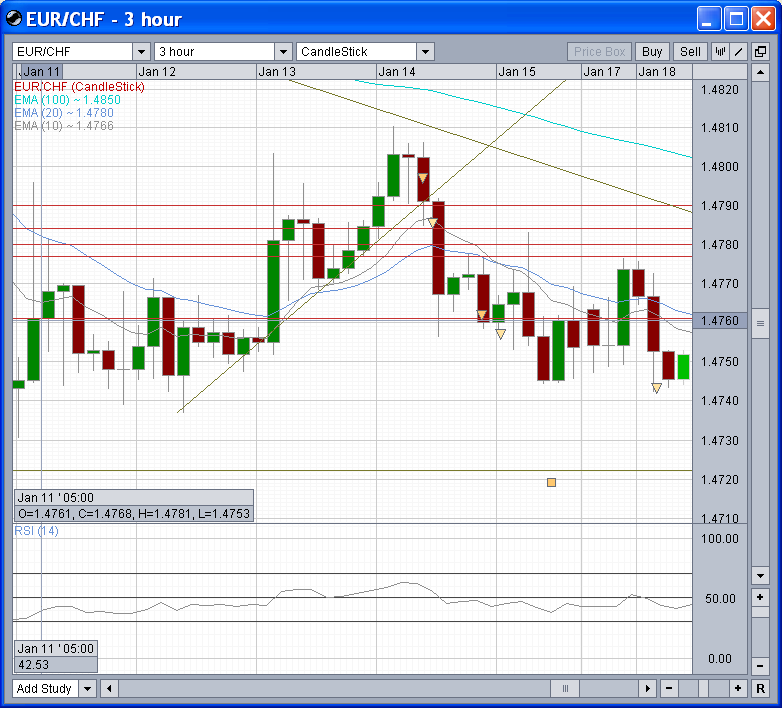 EUR/CHF - 3 hour
EUR/CHF 3 hour CandleStick Price Box Buy Sell
Jan 11 Jan 12 Jan 13 Jan 14 Jan 15 Jan 17 Jan 18
EUR/CHF (CandleStick)
EMA (100) ~ 1.4850
EMA (20) ~ 1.4780
EMA (10) ~ 1.4766
1.4820
1.4810
1.4800
1.4790
1.4780
1.4770
1.4760
1.4750
1.4740
1.4730
1.4720
1.4710
Jan 11 ' 05:00
O=1.4761, C=1.4768, H=1.4781, L=1.4753
RSI (14)
100.00
50.00
0.00
Jan 11 ' 05:00
42.53
Add Study R